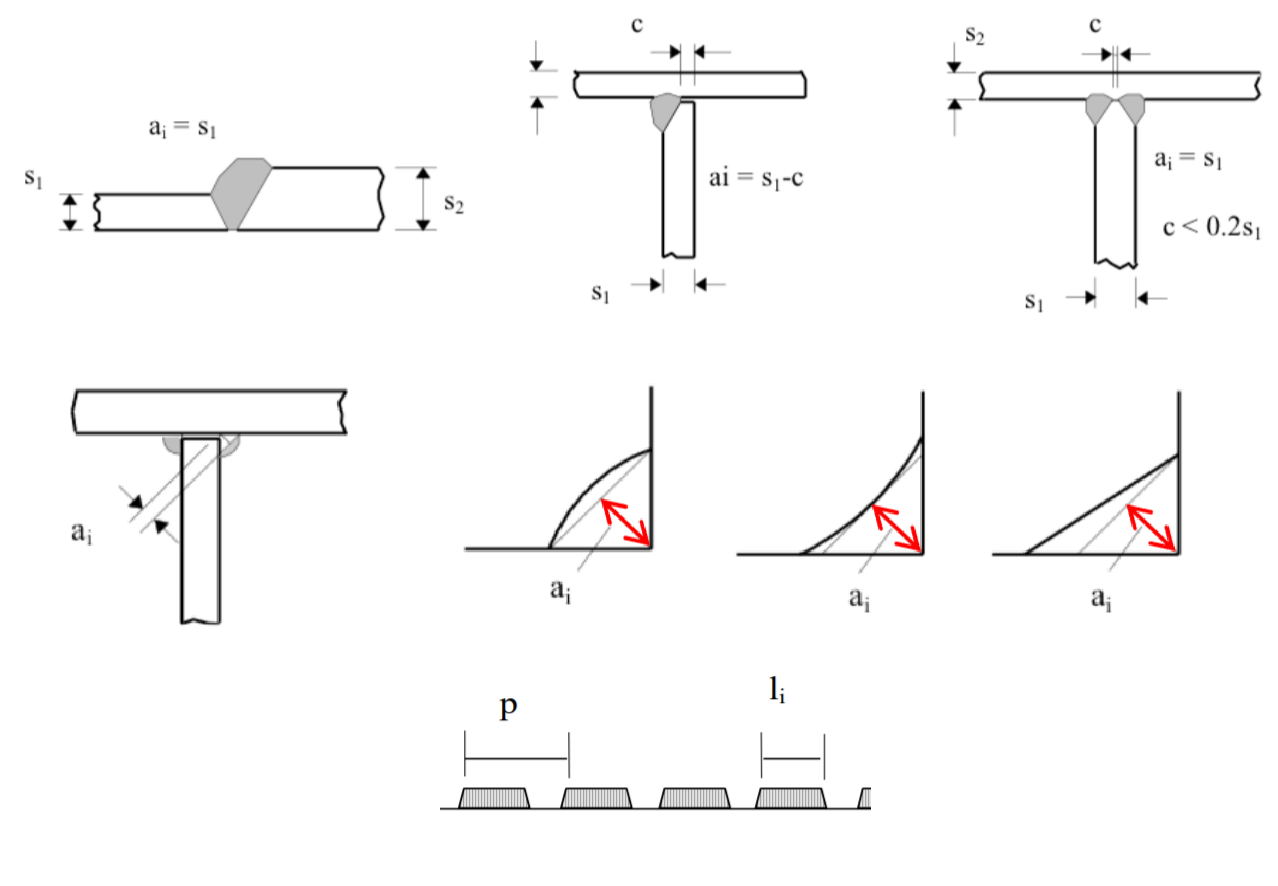 c
s₂
c
aᵢ = s₁
s₁
s₂
ai = s₁-c
aᵢ = s₁
c < 0.2s₁
s₁
s₁
aᵢ
aᵢ
aᵢ
aᵢ
p
lᵢ